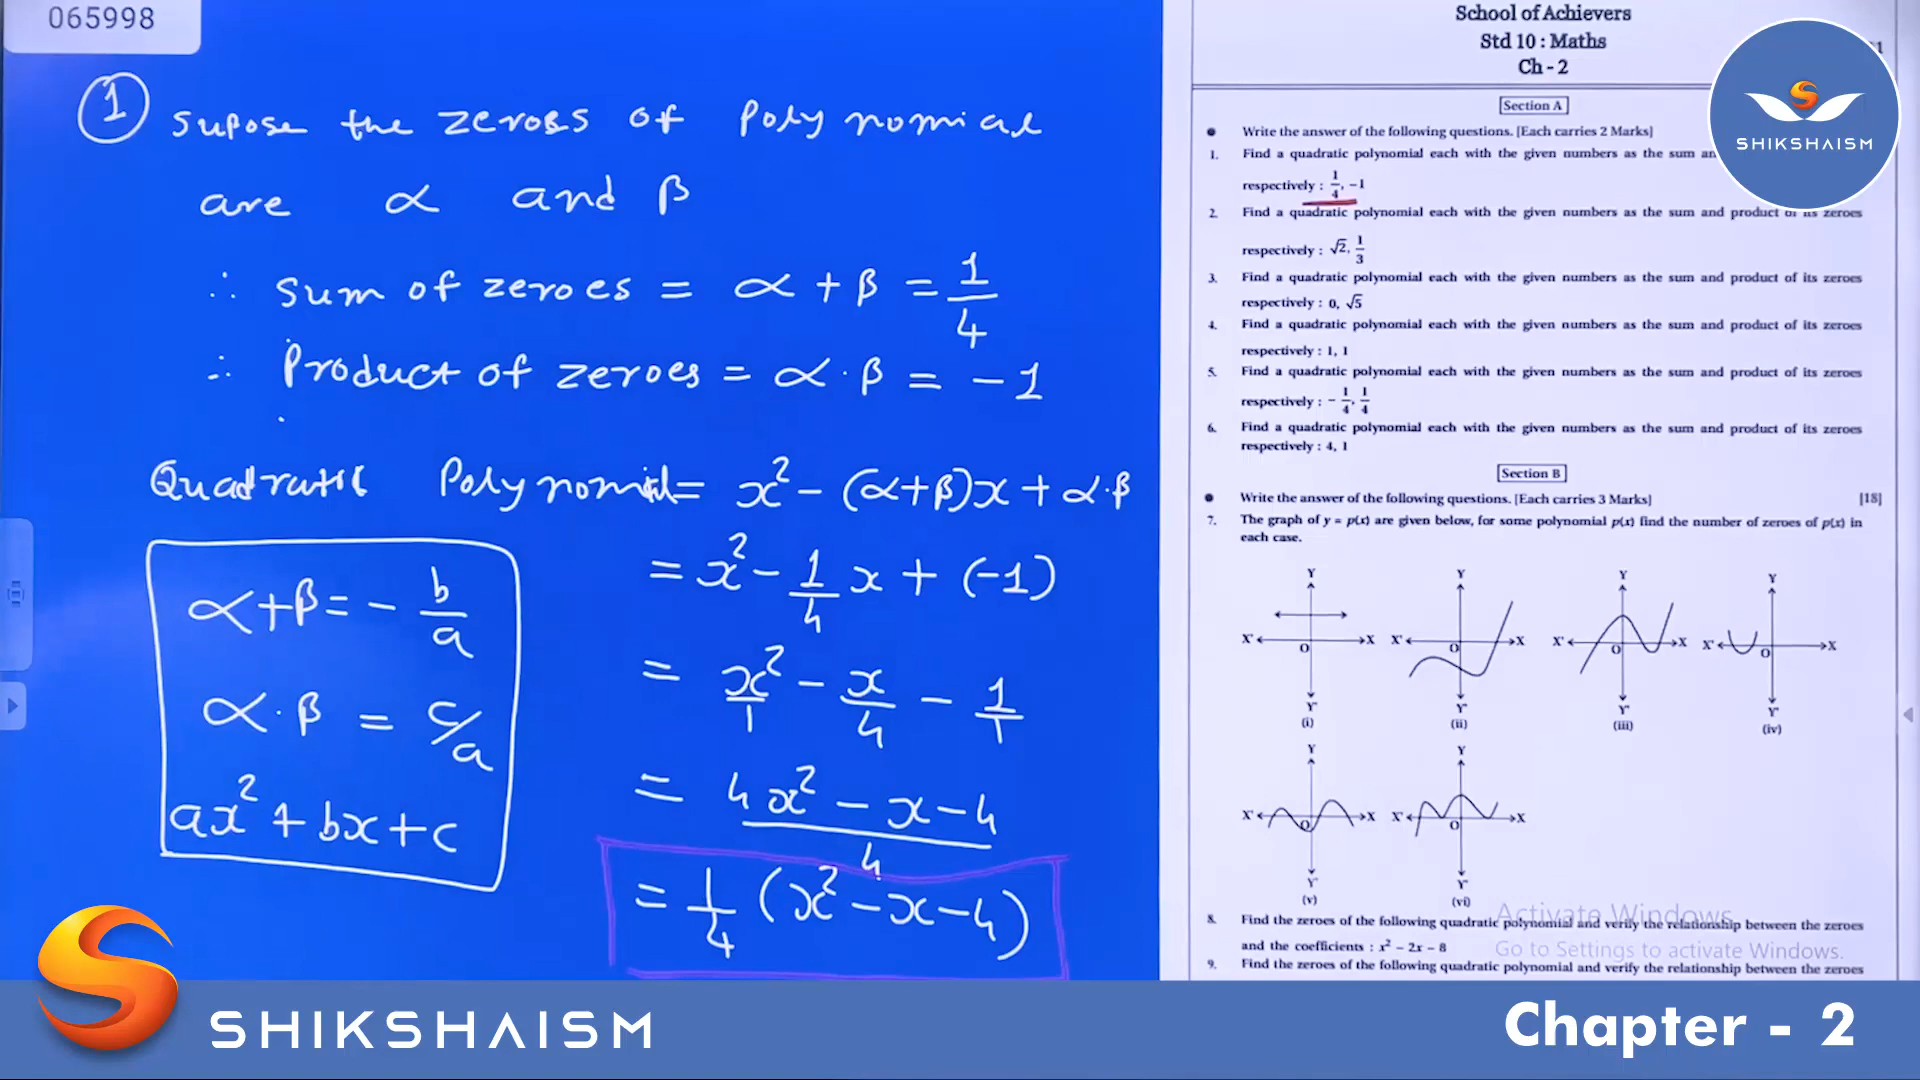 065998
① Supose the zeroes of Polynomial
are α and β
∴ Sum of zeroes = α + β = 1/4
∴ Product of zeroes = α · β = -1
Quadratic Polynomial = x² - (α+β)x + α·β
= x² - 1/4 x + (-1)
= x²/1 - x/4 - 1/1
= 4x² - x - 4 / 4
= 1/4 (x² - x - 4)
α+β = - b/a
α · β = c/a
ax² + bx + c
School of Achievers
Std 10 : Maths
Ch - 2
SHIKSHAISM
Section A
● Write the answer of the following questions. [Each carries 2 Marks]
1. Find a quadratic polynomial each with the given numbers as the sum an
respectively : 1/4, -1
2. Find a quadratic polynomial each with the given numbers as the sum and product of its zeroes
respectively : √2, 1/3
3. Find a quadratic polynomial each with the given numbers as the sum and product of its zeroes
respectively : 0, √5
4. Find a quadratic polynomial each with the given numbers as the sum and product of its zeroes
respectively : 1, 1
5. Find a quadratic polynomial each with the given numbers as the sum and product of its zeroes
respectively : - 1/4, 1/4
6. Find a quadratic polynomial each with the given numbers as the sum and product of its zeroes
respectively : 4, 1
Section B
● Write the answer of the following questions. [Each carries 3 Marks] [18]
7. The graph of y = p(x) are given below, for some polynomial p(x) find the number of zeroes of p(x) in
each case.
Y Y Y Y
X' O X X' O X X' O X X' O X
Y' Y' Y' Y'
(i) (ii) (iii) (iv)
Y Y
X' O X X' O X
Y' Y'
(v) (vi)
8. Find the zeroes of the following quadratic polynomial and verify the relationship between the zeroes
and the coefficients : x² - 2x - 8
9. Find the zeroes of the following quadratic polynomial and verify the relationship between the zeroes
Activate Windows
Go to Settings to activate Windows.
SHIKSHAISM
Chapter - 2